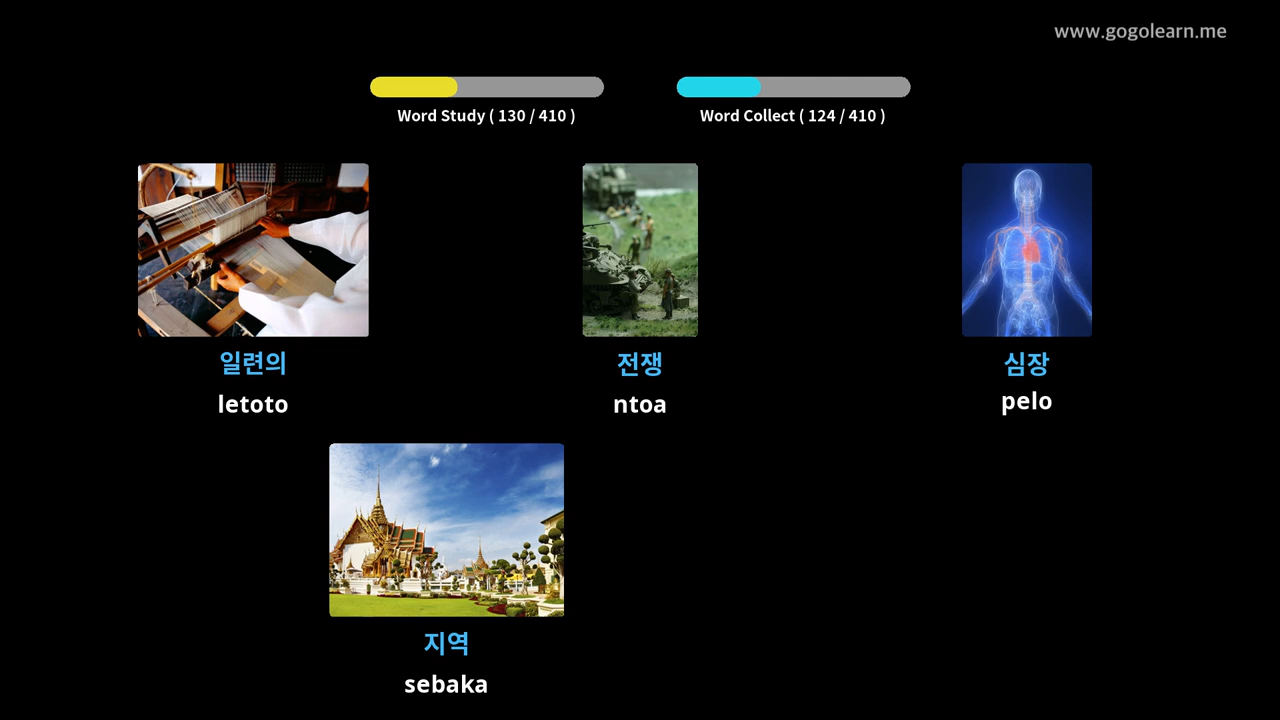 www.gogolearn.me
Word Study ( 130 / 410 )
Word Collect ( 124 / 410 )
일련의
letoto
전쟁
ntoa
심장
pelo
지역
sebaka